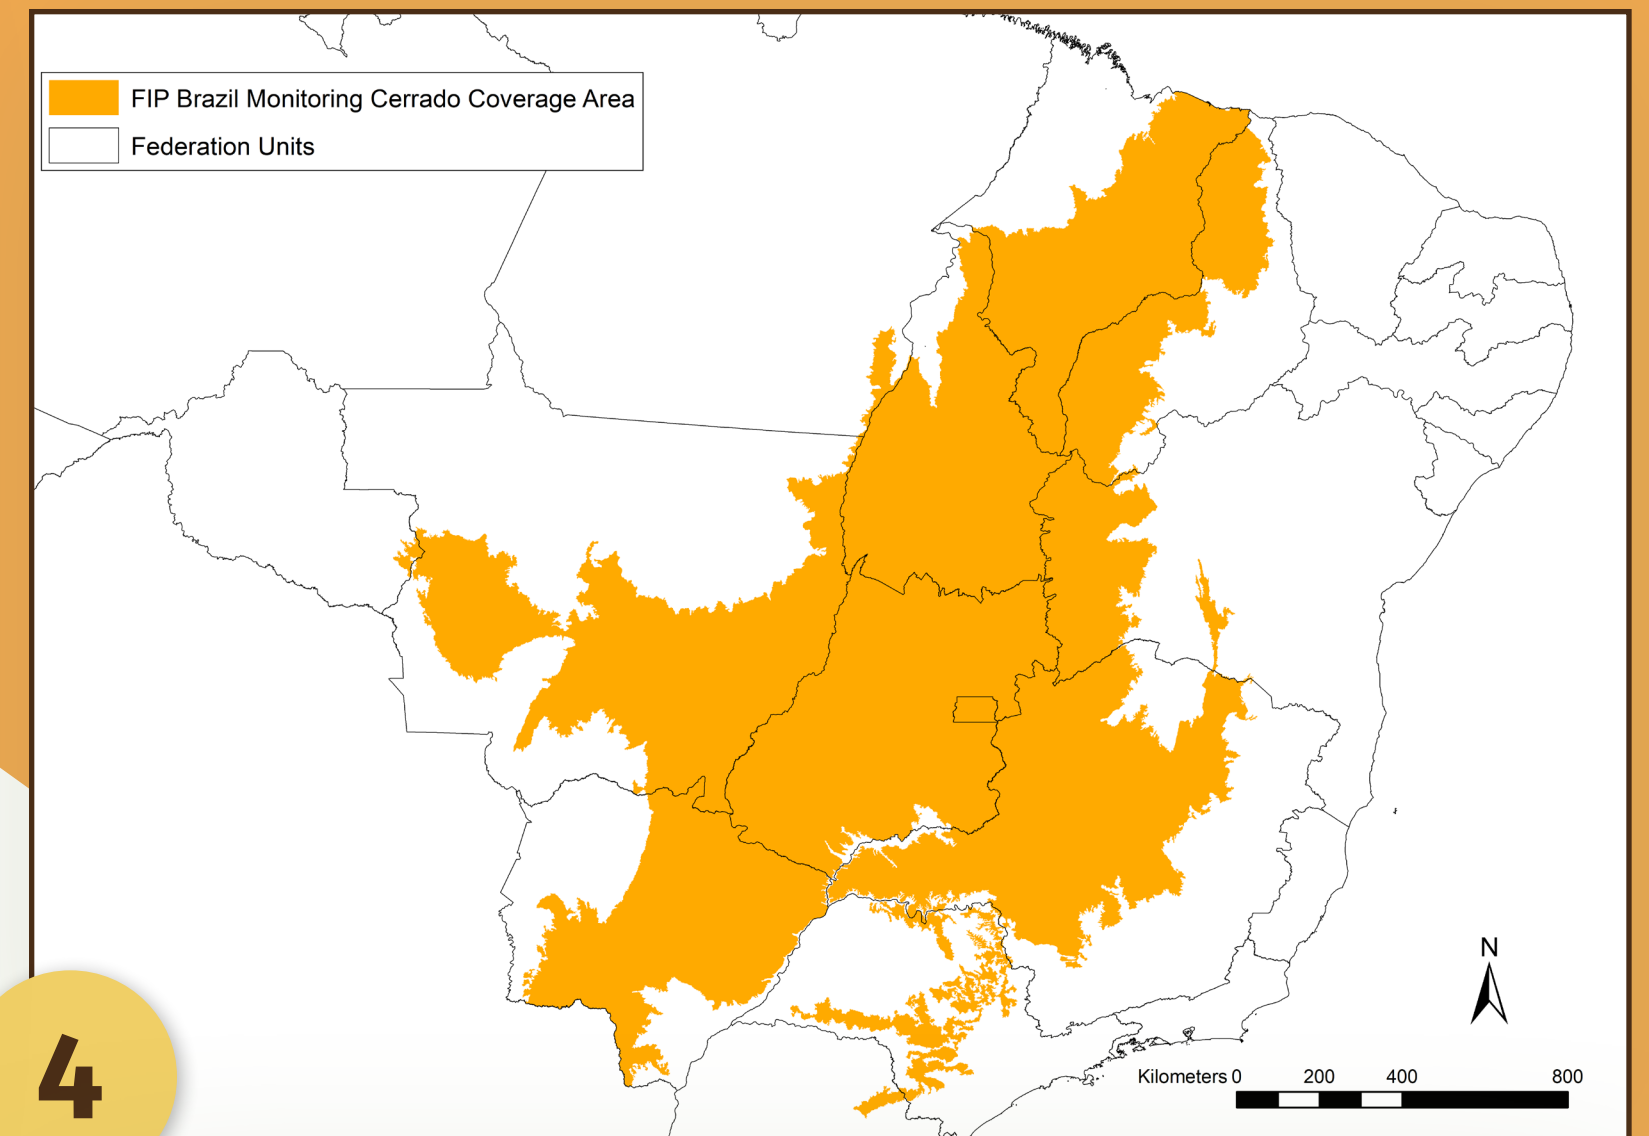 FIP Brazil Monitoring Cerrado Coverage Area
Federation Units
N
Kilometers 0 200 400 800
4